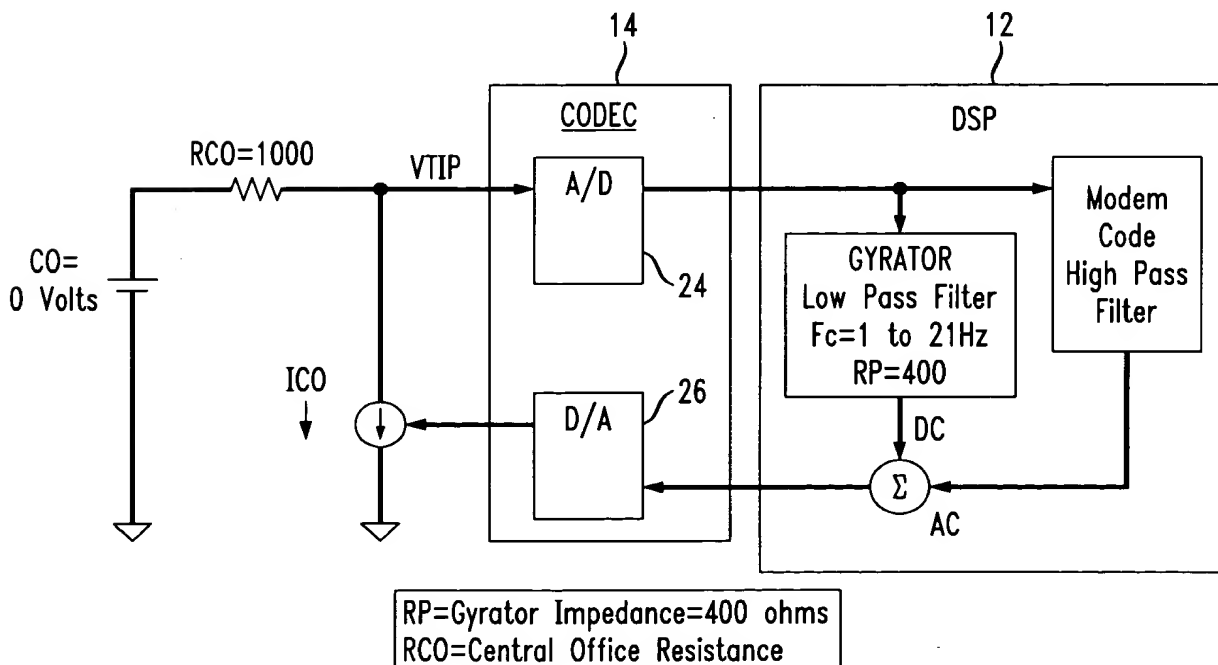 14
12
CODEC
DSP
RCO=1000
VTIP
A/D
Modem
Code
High Pass
Filter
CO=
0 Volts
24
GYRATOR
Low Pass Filter
Fc=1 to 21Hz
RP=400
ICO
D/A
26
DC
Σ
AC
RP=Gyrator Impedance=400 ohms
RCO=Central Office Resistance